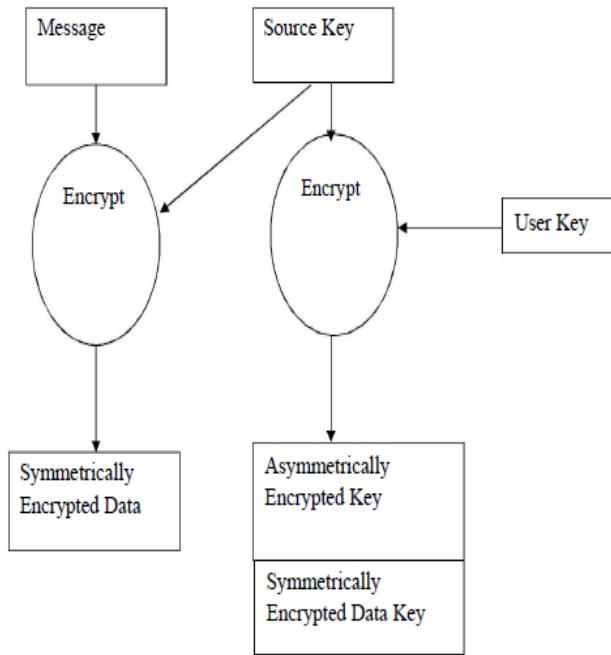 Message
Source Key
Encrypt
Encrypt
User Key
Symmetrically
Encrypted Data
Asymmetrically
Encrypted Key
Symmetrically
Encrypted Data Key